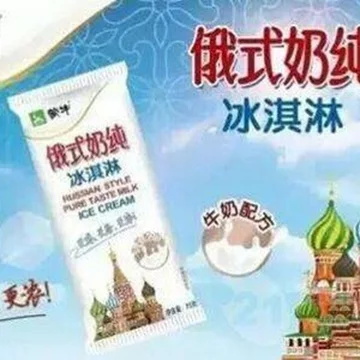 俄式奶纯
冰淇淋
蒙牛
俄式奶纯
冰淇淋
RUSSIAN STYLE
PURE TASTE MILK
ICE CREAM
牛奶配方
更浓!